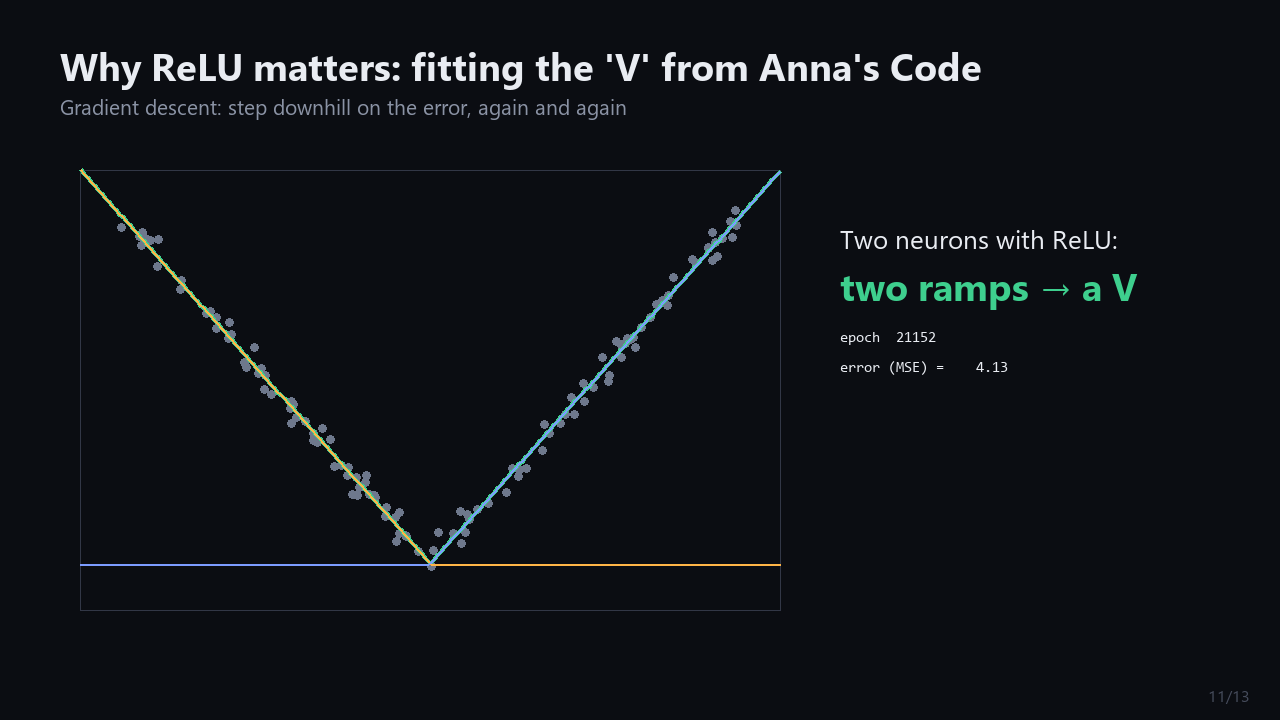 Why ReLU matters: fitting the 'V' from Anna's Code
Gradient descent: step downhill on the error, again and again
Two neurons with ReLU:
two ramps → a V
epoch 21152
error (MSE) = 4.13
11/13